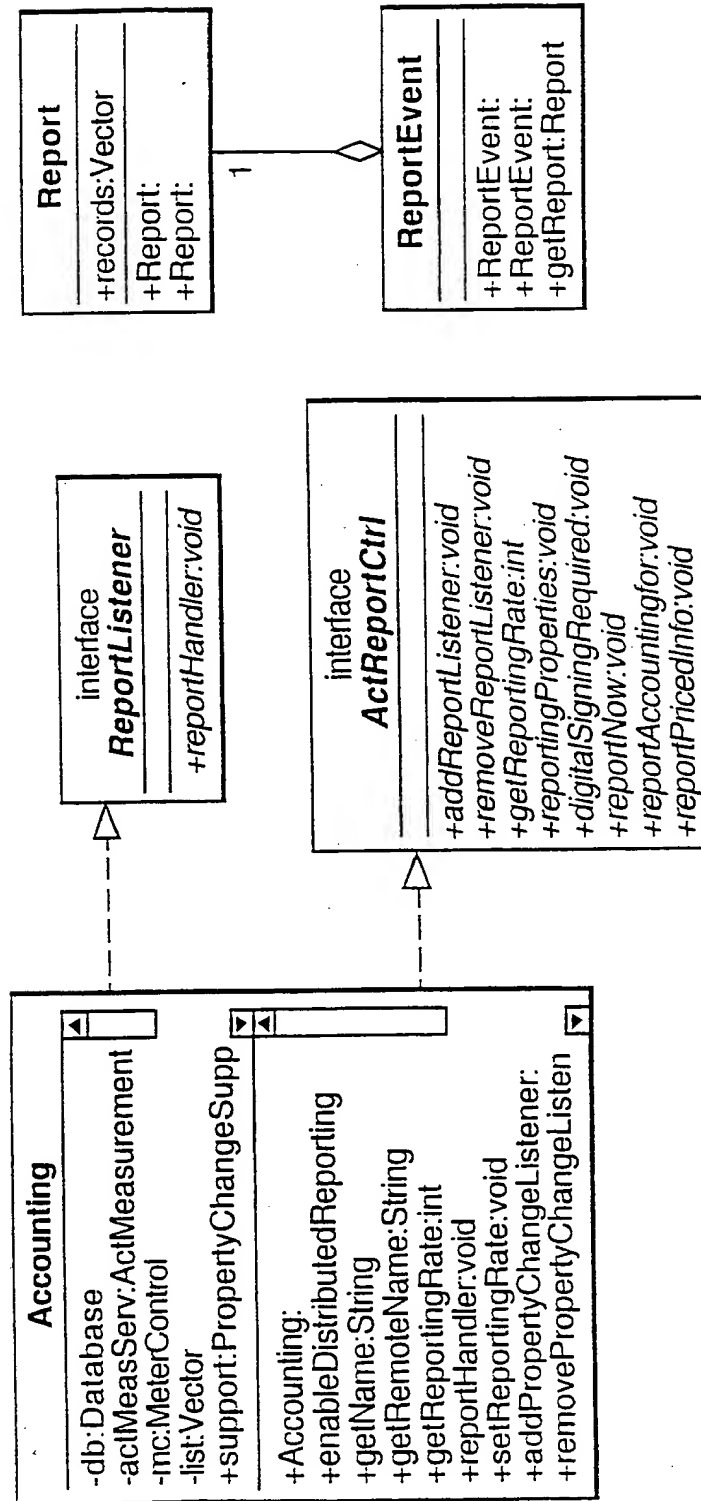 Accounting
-db:Database
-actMeasServ:ActMeasurement
-mc:MeterControl
-list:Vector
+support:PropertyChangeSupp
+Accounting:
+enableDistributedReporting
+getName:String
+getRemoteName:String
+getReportingRate:int
+reportHandler:void
+setReportingRate:void
+addPropertyChangeListener:
+removePropertyChangeListen
interface
ReportListener
+reportHandler:void
interface
ActReportCtrl
+addReportListener:void
+removeReportListener:void
+getReportingRate:int
+reportingProperties:void
+digitalSigningRequired:void
+reportNow:void
+reportAccountingfor:void
+reportPricedInfo:void
Report
+records:Vector
+Report:
+Report:
1
ReportEvent
+ReportEvent:
+ReportEvent:
+getReport:Report